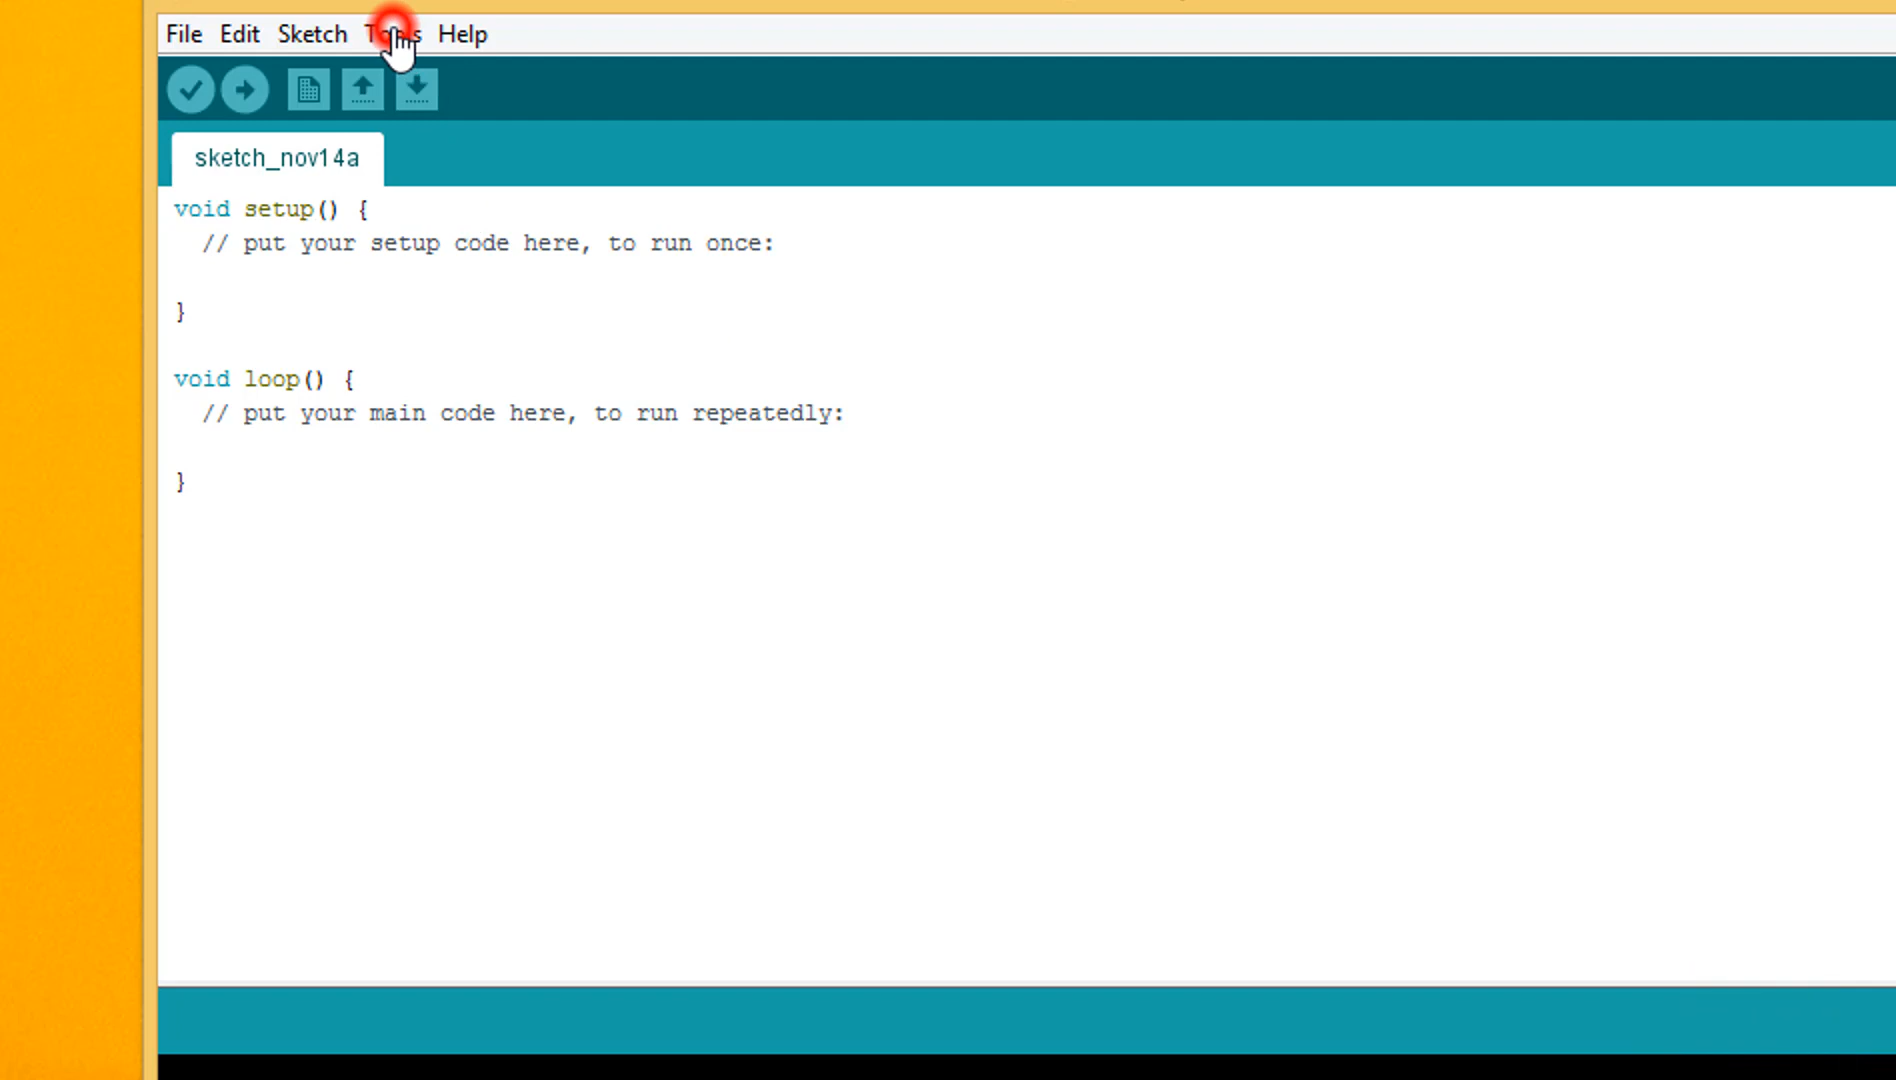 File Edit Sketch Tools Help
sketch_nov14a
void setup() {
  // put your setup code here, to run once:
}
void loop() {
  // put your main code here, to run repeatedly:
}